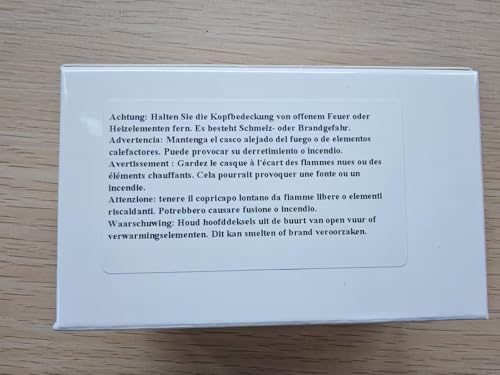 Achtung: Halten Sie die Kopfbedeckung von offenem Feuer oder
Heizelementen fern. Es besteht Schmelz- oder Brandgefahr.
Advertencia: Mantenga el casco alejado del fuego o de elementos
calefactores. Puede provocar su derretimiento o incendio.
Avertissement : Gardez le casque à l'écart des flammes nues ou des
éléments chauffants. Cela pourrait provoquer une fonte ou un
incendie.
Attenzione: tenere il copricapo lontano da fiamme libere o elementi
riscaldanti. Potrebbero causare fusione o incendio.
Waarschuwing: Houd hoofddeksels uit de buurt van open vuur of
verwarmingselementen. Dit kan smelten of brand veroorzaken.